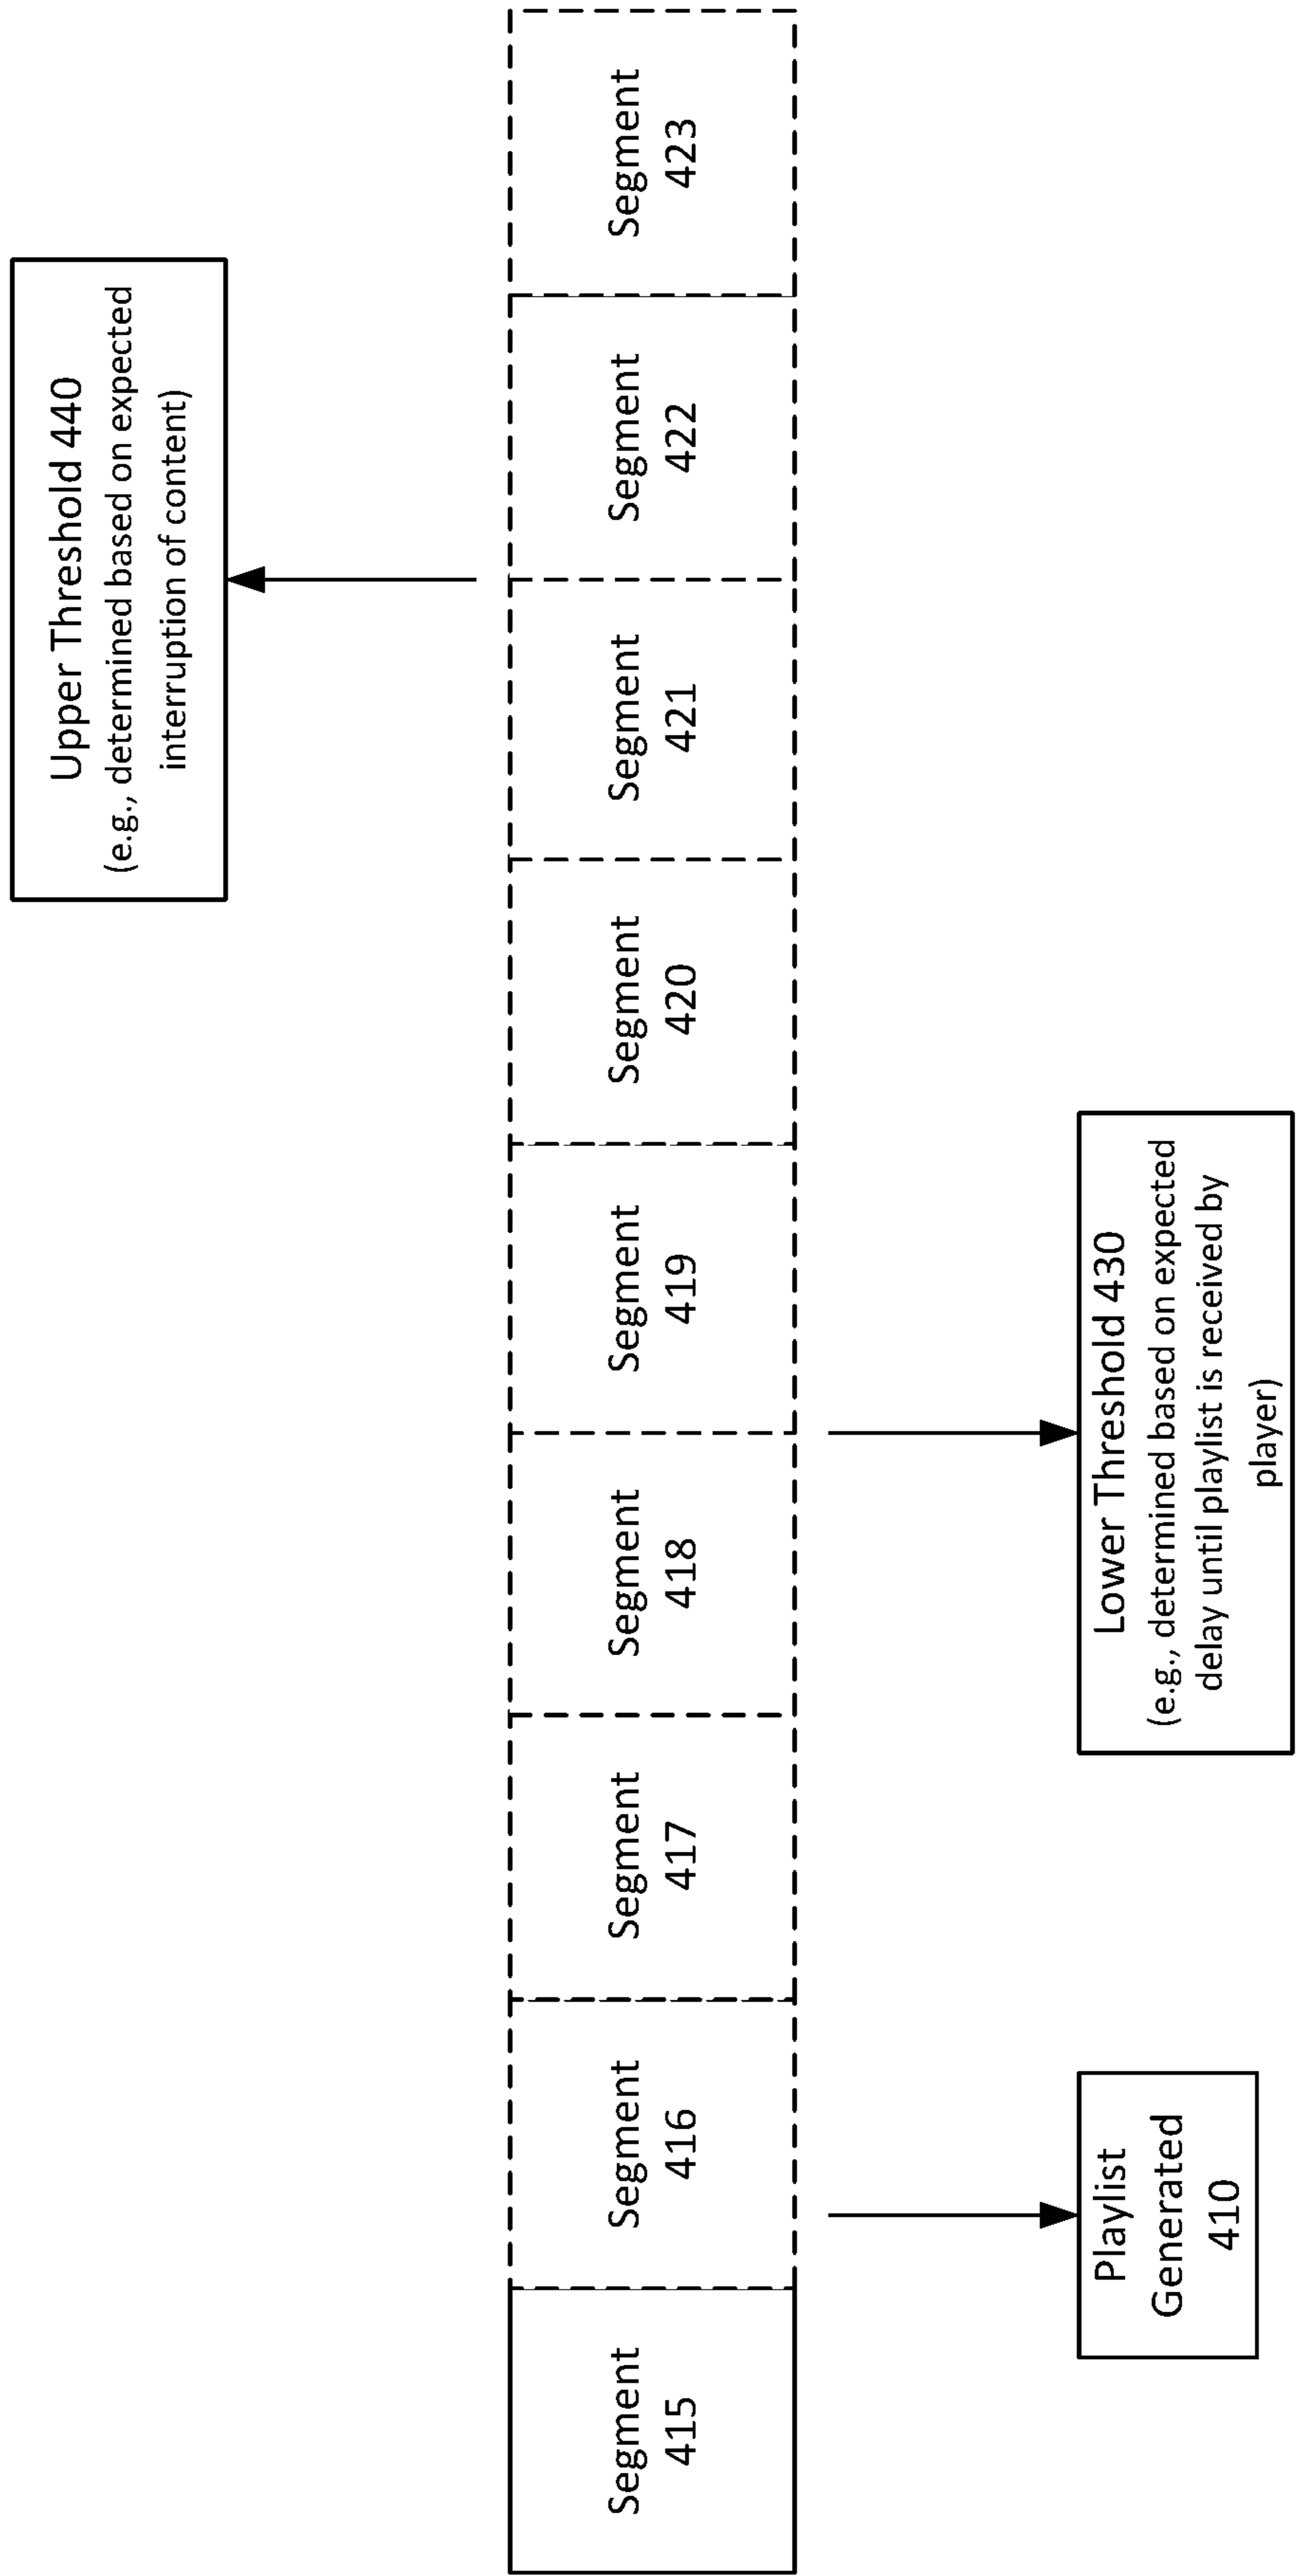 Upper Threshold 440
(e.g., determined based on expected
interruption of content)
Segment
415
Segment
416
Segment
417
Segment
418
Segment
419
Segment
420
Segment
421
Segment
422
Segment
423
Playlist
Generated
410
Lower Threshold 430
(e.g., determined based on expected
delay until playlist is received by
player)